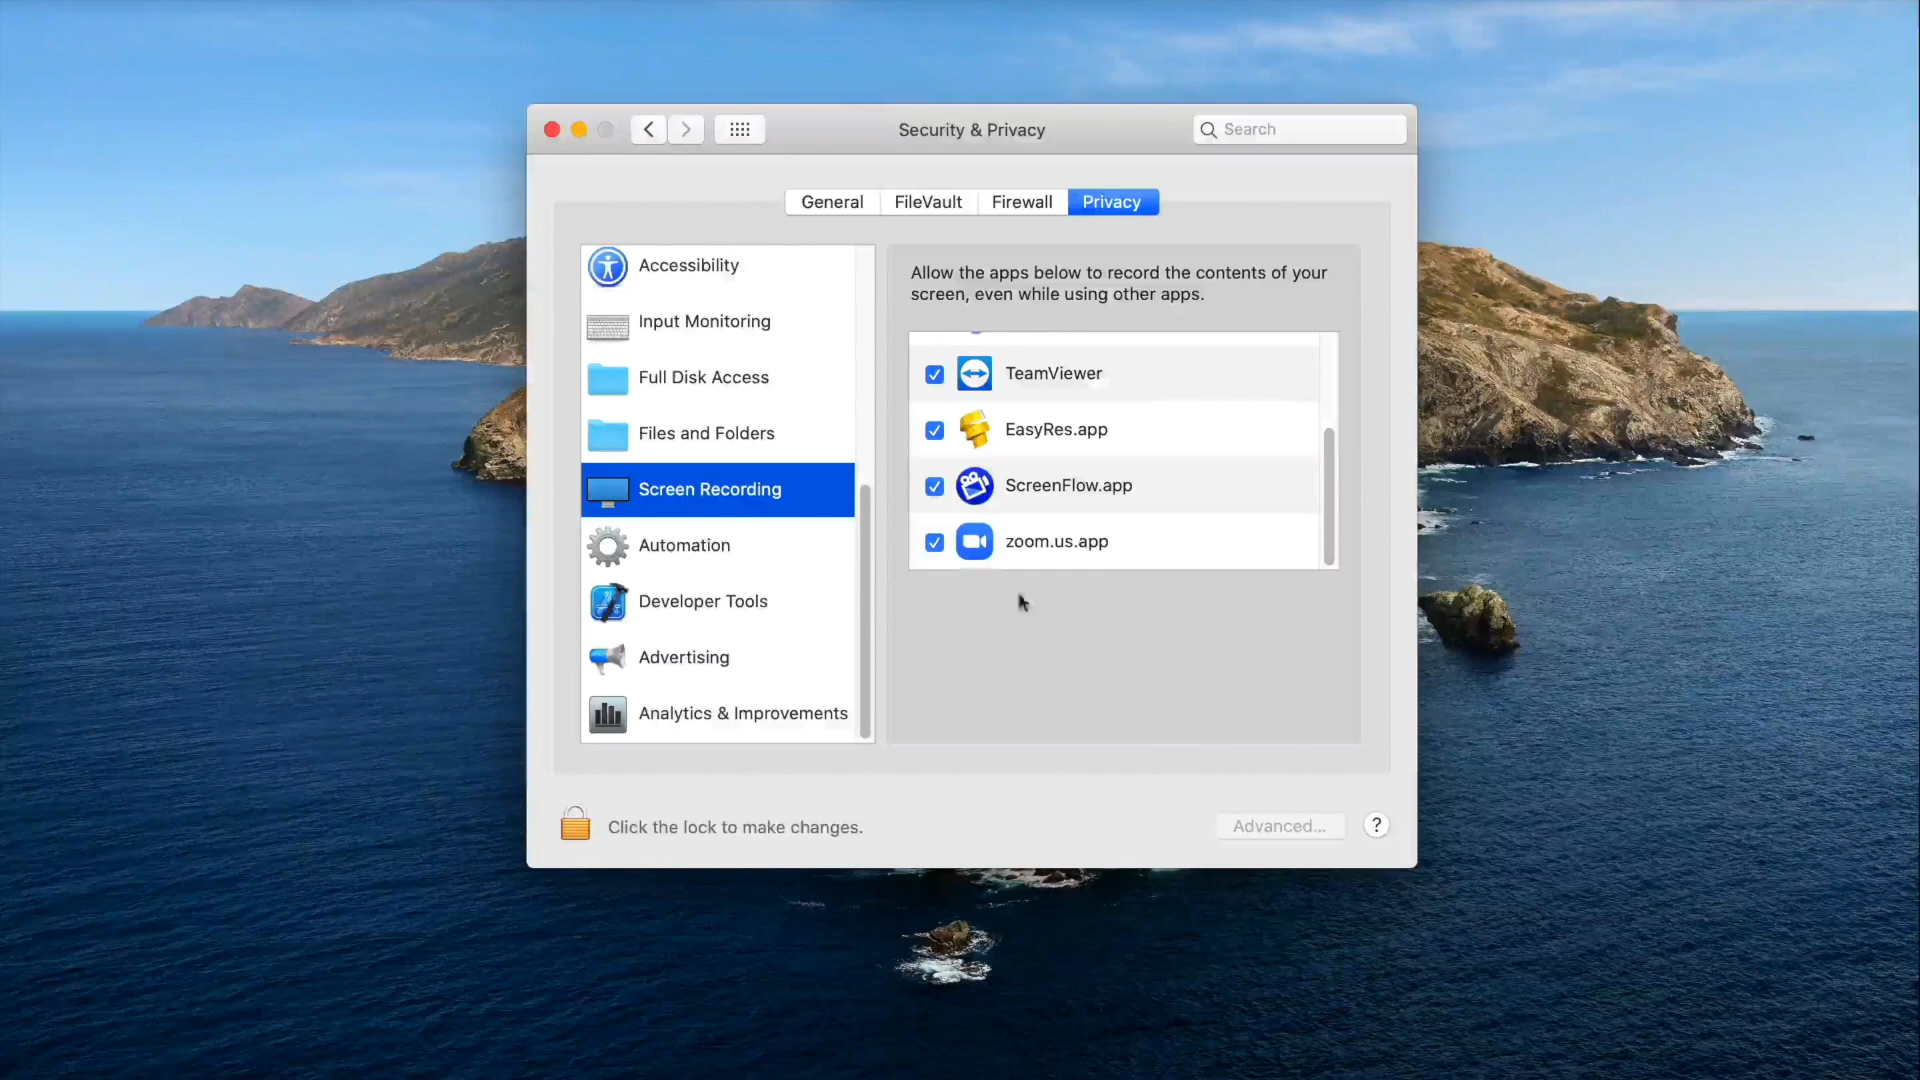 Security & Privacy
Search
General
FileVault
Firewall
Privacy
Accessibility
Input Monitoring
Full Disk Access
Files and Folders
Screen Recording
Automation
Developer Tools
Advertising
Analytics & Improvements
Allow the apps below to record the contents of your
screen, even while using other apps.
TeamViewer
EasyRes.app
ScreenFlow.app
zoom.us.app
Click the lock to make changes.
Advanced...
?